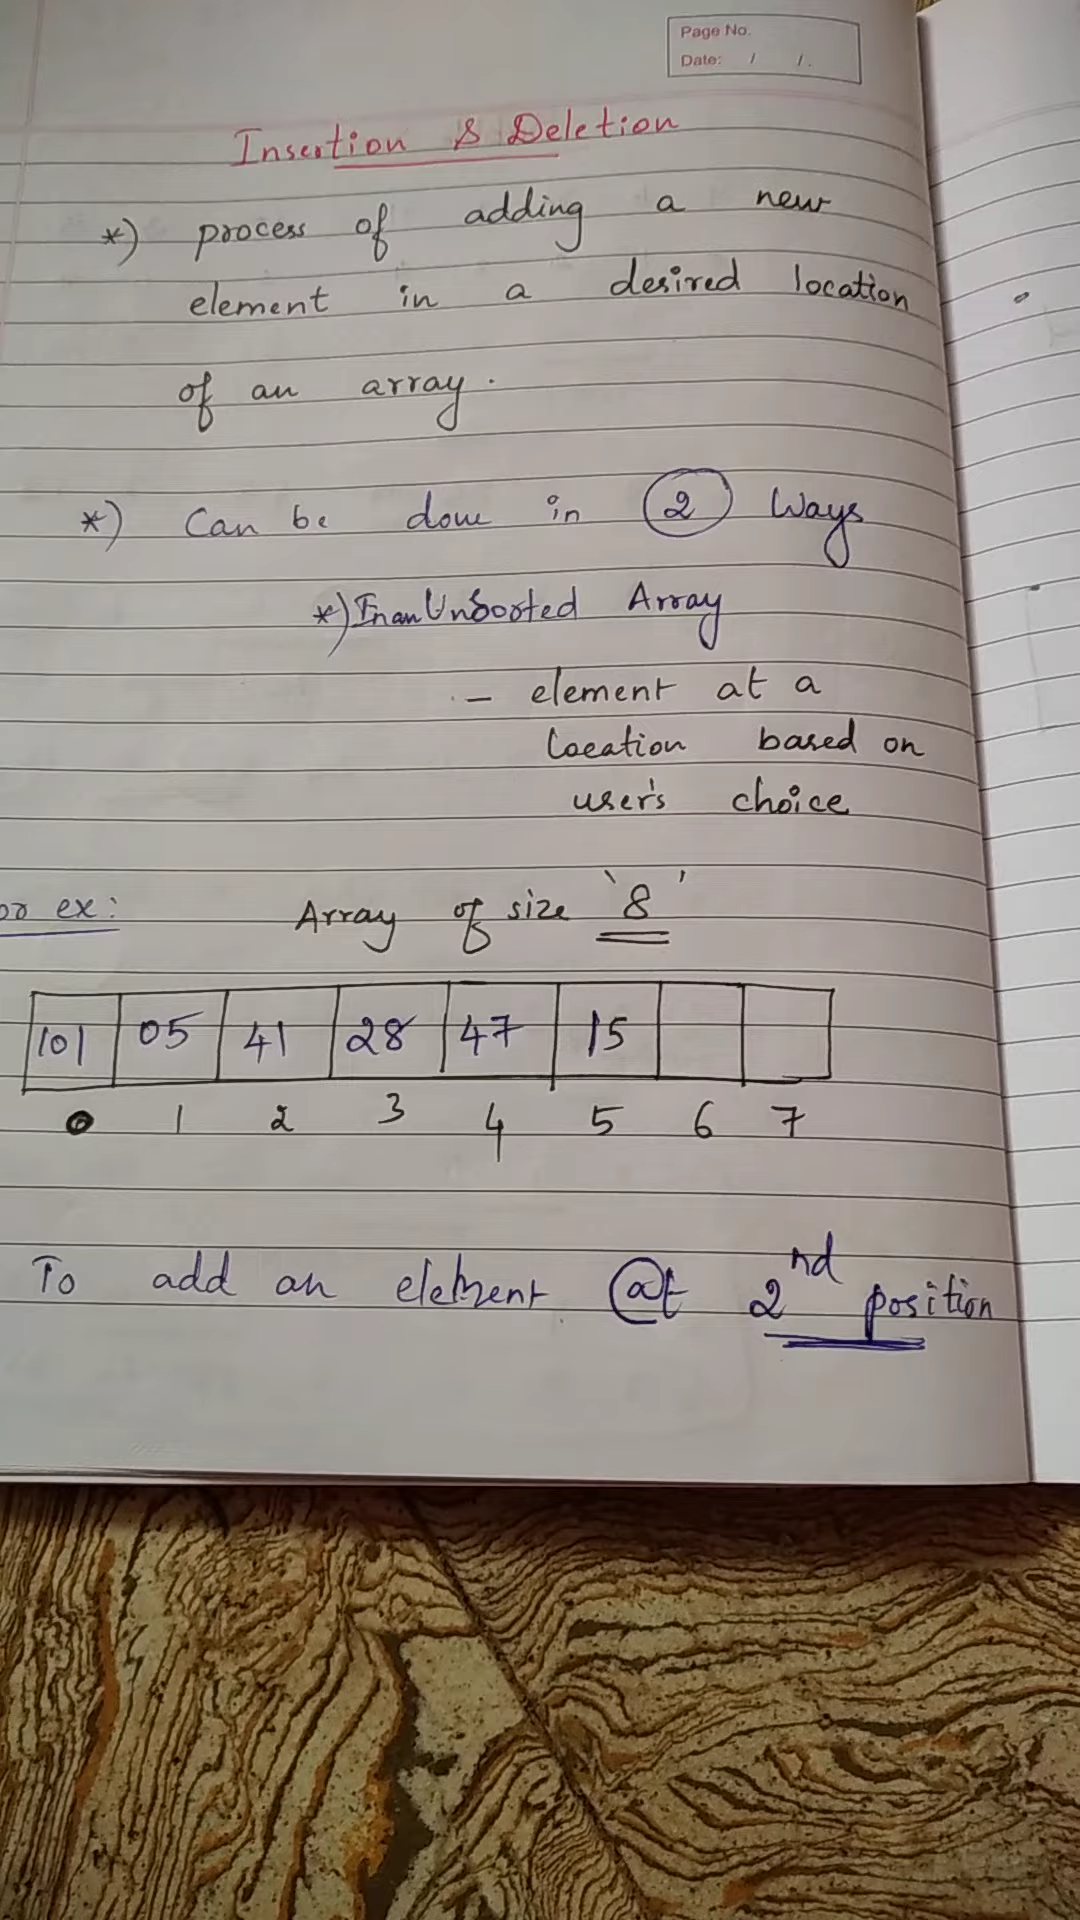 Page No.
Date: / /.
Insertion & Deletion
*) process of adding a new
element in a desired location
of an array.
*) Can be done in 2 Ways
*) In an UnSorted Array
- element at a
location based on
user's choice
or ex: Array of size '8'
101 05 41 28 47 15
0 1 2 3 4 5 6 7
To add an element @at 2nd position